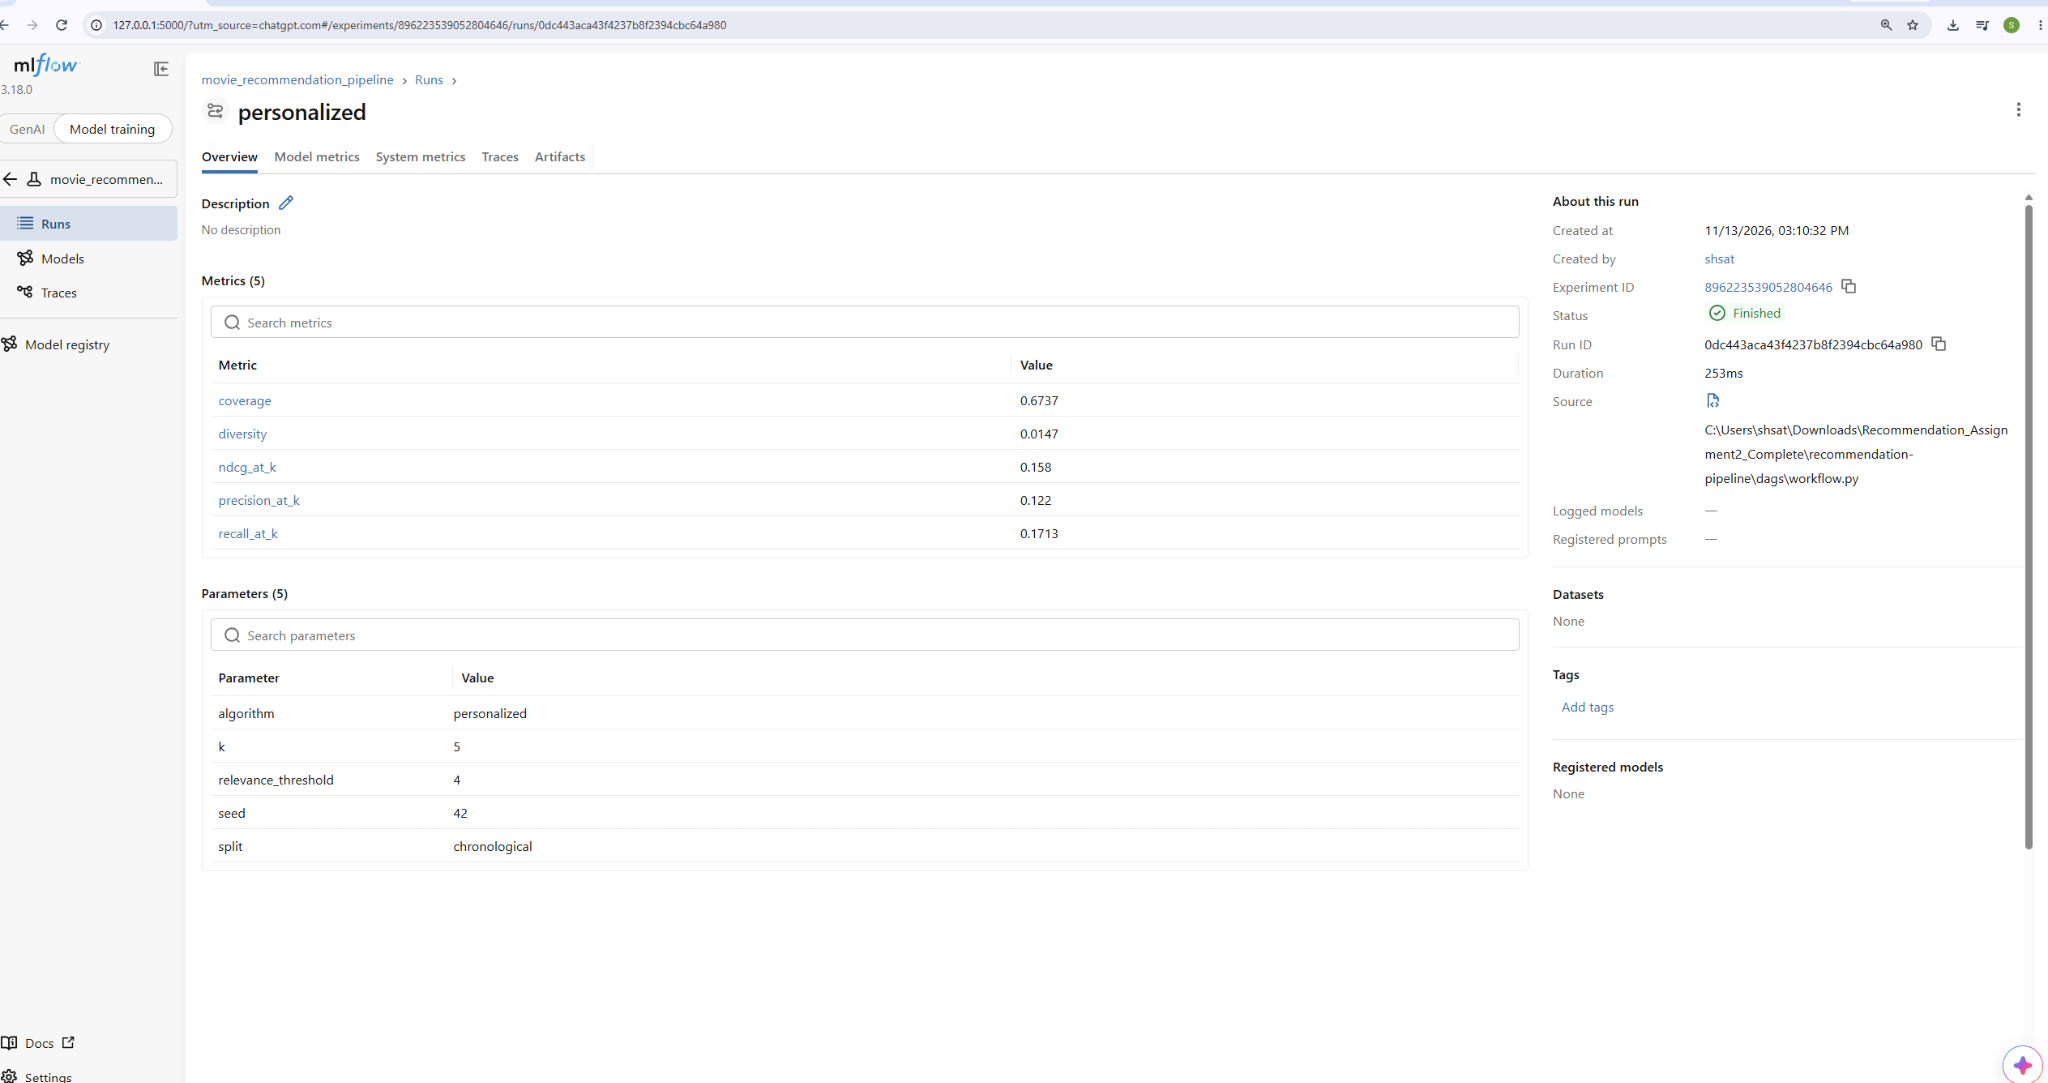 127.0.0.1:5000/?utm_source=chatgpt.com#/experiments/896223539052804646/runs/0dc443aca43f4237b8f2394cbc64a980
S
mlflow
3.18.0
GenAI
Model training
movie_recommen...
Runs
Models
Traces
Model registry
Docs
Settings
movie_recommendation_pipeline > Runs >
personalized
Overview Model metrics System metrics Traces Artifacts
Description
No description
Metrics (5)
Search metrics
Metric Value
coverage 0.6737
diversity 0.0147
ndcg_at_k 0.158
precision_at_k 0.122
recall_at_k 0.1713
Parameters (5)
Search parameters
Parameter Value
algorithm personalized
k 5
relevance_threshold 4
seed 42
split chronological
About this run
Created at 11/13/2026, 03:10:32 PM
Created by shsat
Experiment ID 896223539052804646
Status Finished
Run ID 0dc443aca43f4237b8f2394cbc64a980
Duration 253ms
Source
C:\Users\shsat\Downloads\Recommendation_Assign
ment2_Complete\recommendation-
pipeline\dags\workflow.py
Logged models —
Registered prompts —
Datasets
None
Tags
Add tags
Registered models
None